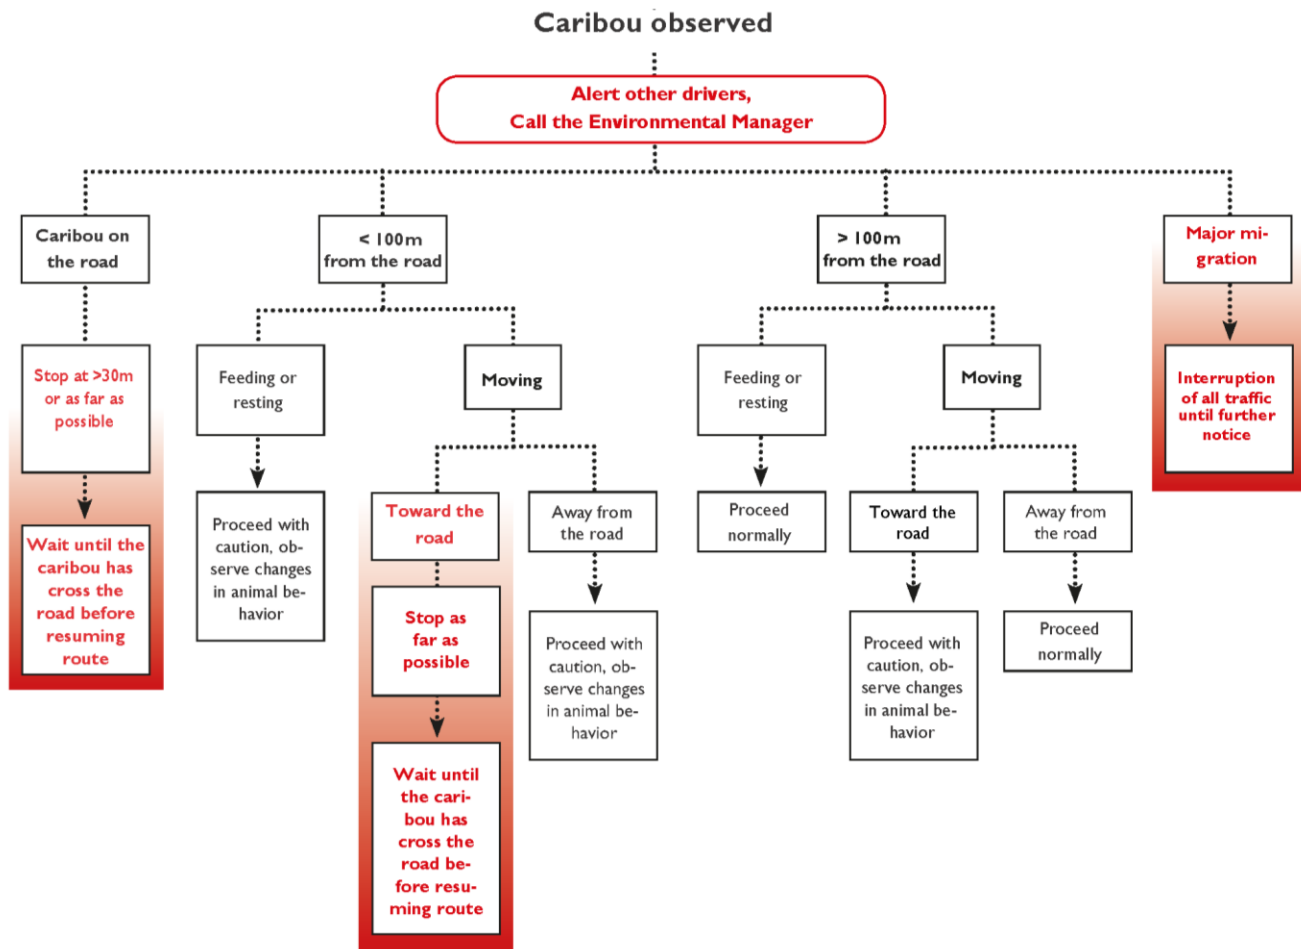 Caribou observed
Alert other drivers,
Call the Environmental Manager
Caribou on
the road
< 100m
from the road
> 100m
from the road
Major mi-
gration
Stop at >30m
or as far as
possible
Feeding or
resting
Moving
Feeding or
resting
Moving
Interruption
of all traffic
until further
notice
Wait until the
caribou has
cross the
road before
resuming
route
Proceed with
caution, ob-
serve changes
in animal be-
havior
Toward the
road
Away from
the road
Proceed
normally
Toward the
road
Away from
the road
Stop as
far as
possible
Proceed with
caution, ob-
serve changes
in animal be-
havior
Proceed with
caution, ob-
serve changes
in animal be-
havior
Proceed
normally
Wait until
the cari-
bou has
cross the
road be-
fore resu-
ming route